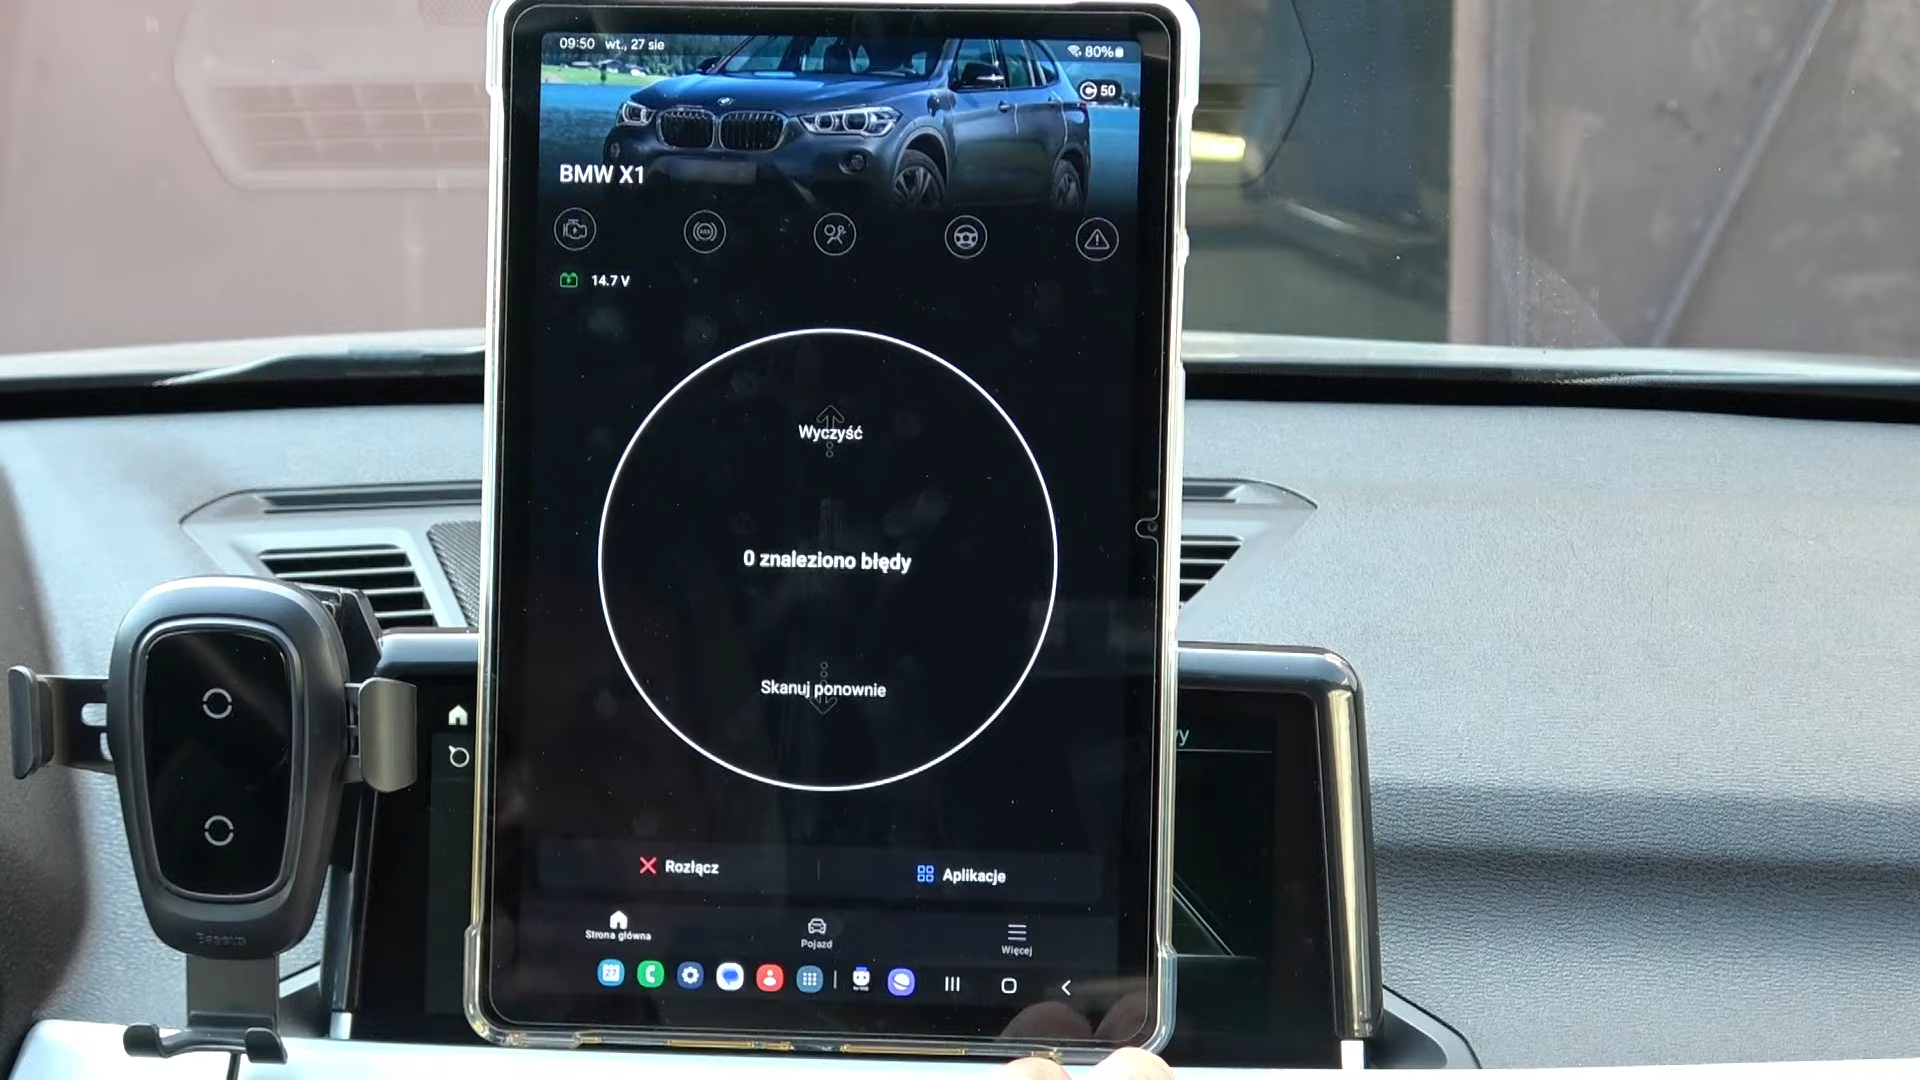 09:50 wt., 27 sie
80%
50
BMW X1
14.7 V
Wyczyść
0 znaleziono błędy
Skanuj ponownie
Rozłącz
Aplikacje
Strona główna
Pojazd
Więcej
27